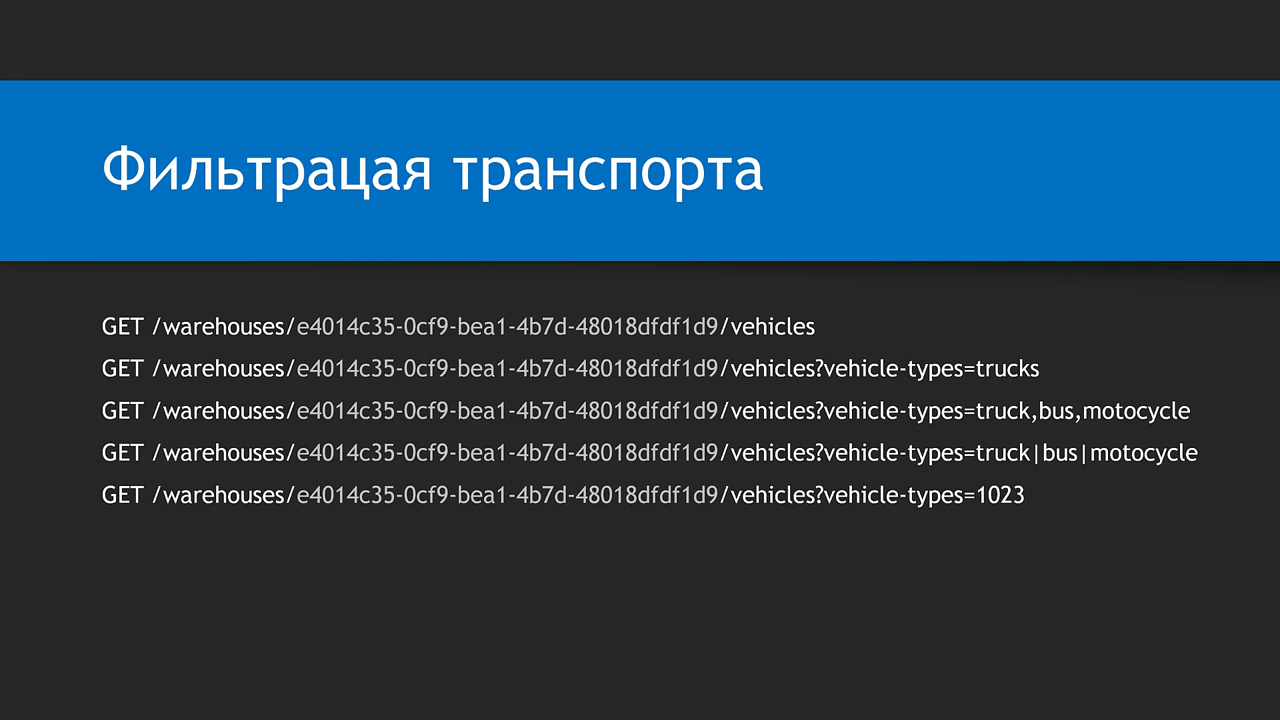 Фильтрацая транспорта
GET /warehouses/e4014c35-0cf9-bea1-4b7d-48018dfdf1d9/vehicles
GET /warehouses/e4014c35-0cf9-bea1-4b7d-48018dfdf1d9/vehicles?vehicle-types=trucks
GET /warehouses/e4014c35-0cf9-bea1-4b7d-48018dfdf1d9/vehicles?vehicle-types=truck,bus,motocycle
GET /warehouses/e4014c35-0cf9-bea1-4b7d-48018dfdf1d9/vehicles?vehicle-types=truck|bus|motocycle
GET /warehouses/e4014c35-0cf9-bea1-4b7d-48018dfdf1d9/vehicles?vehicle-types=1023